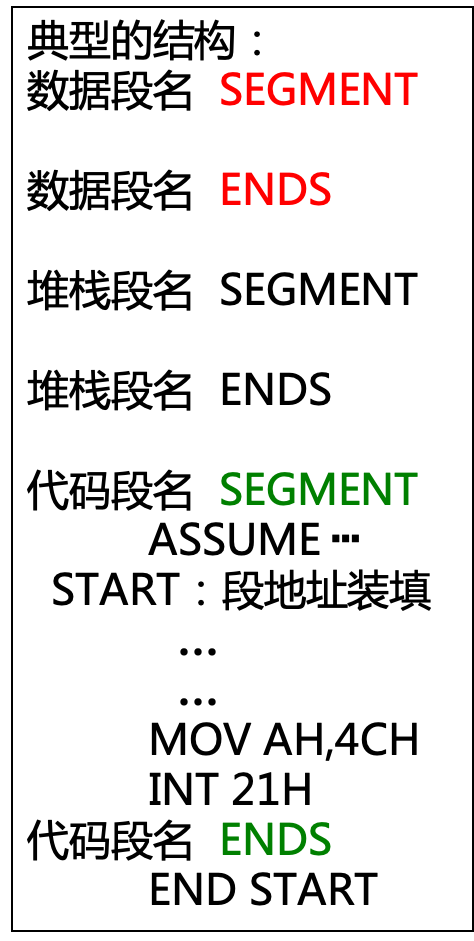 典型的结构：
数据段名 SEGMENT
数据段名 ENDS
堆栈段名 SEGMENT
堆栈段名 ENDS
代码段名 SEGMENT
ASSUME …
START：段地址装填
…
…
MOV AH,4CH
INT 21H
代码段名 ENDS
END START